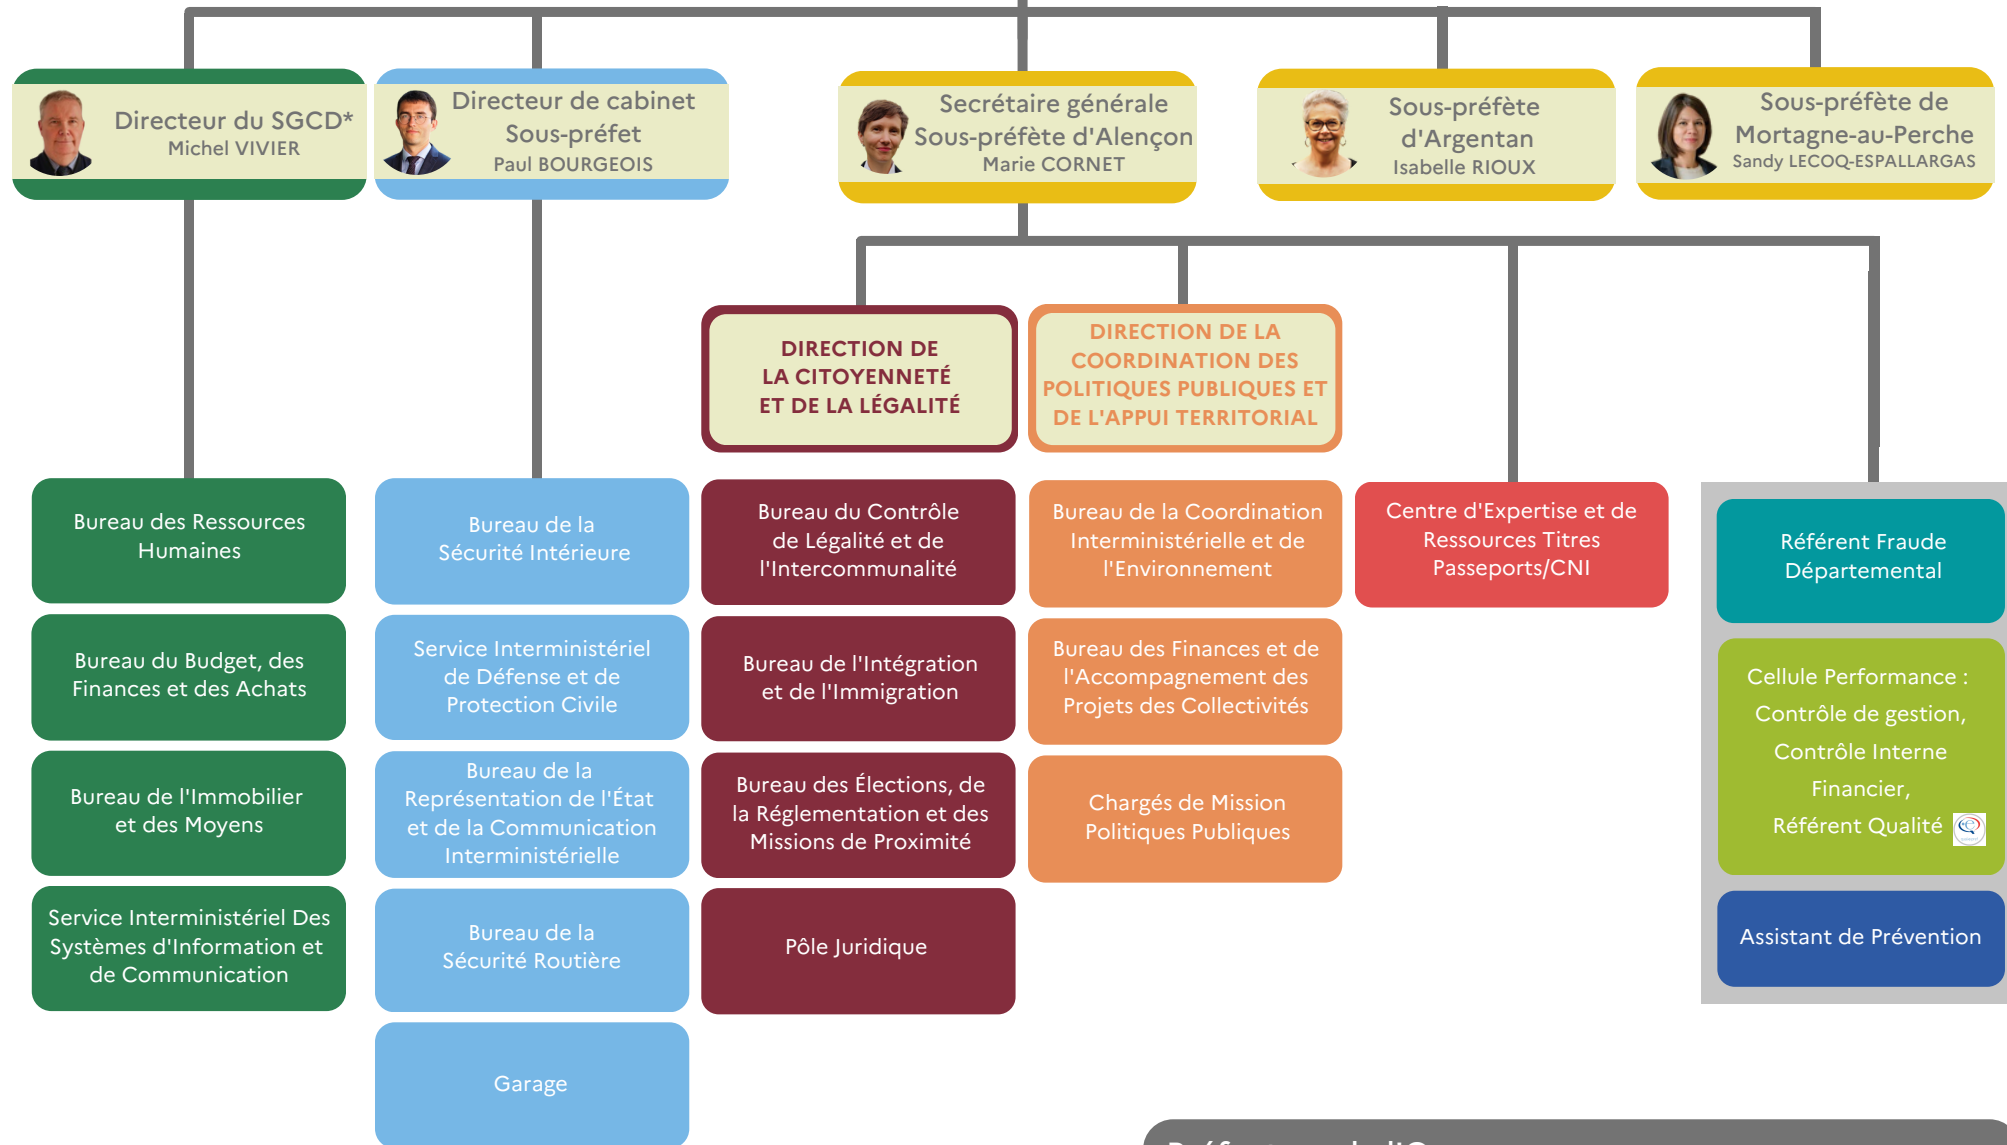 Directeur du SGCD*
Michel VIVIER
Directeur de cabinet
Sous-préfet
Paul BOURGEOIS
Secrétaire générale
Sous-préfète d'Alençon
Marie CORNET
Sous-préfète
d'Argentan
Isabelle RIOUX
Sous-préfète de
Mortagne-au-Perche
Sandy LECOQ-ESPALLARGAS
DIRECTION DE
LA CITOYENNETÉ
ET DE LA LÉGALITÉ
DIRECTION DE LA
COORDINATION DES
POLITIQUES PUBLIQUES ET
DE L'APPUI TERRITORIAL
Bureau des Ressources
Humaines
Bureau du Budget, des
Finances et des Achats
Bureau de l'Immobilier
et des Moyens
Service Interministériel Des
Systèmes d'Information et
de Communication
Bureau de la
Sécurité Intérieure
Service Interministériel
de Défense et de
Protection Civile
Bureau de la
Représentation de l'État
et de la Communication
Interministérielle
Bureau de la
Sécurité Routière
Garage
Bureau du Contrôle
de Légalité et de
l'Intercommunalité
Bureau de l'Intégration
et de l'Immigration
Bureau des Élections, de
la Réglementation et des
Missions de Proximité
Pôle Juridique
Bureau de la Coordination
Interministérielle et de
l'Environnement
Bureau des Finances et de
l'Accompagnement des
Projets des Collectivités
Chargés de Mission
Politiques Publiques
Centre d'Expertise et de
Ressources Titres
Passeports/CNI
Référent Fraude
Départemental
Cellule Performance :
Contrôle de gestion,
Contrôle Interne
Financier,
Référent Qualité
Assistant de Prévention